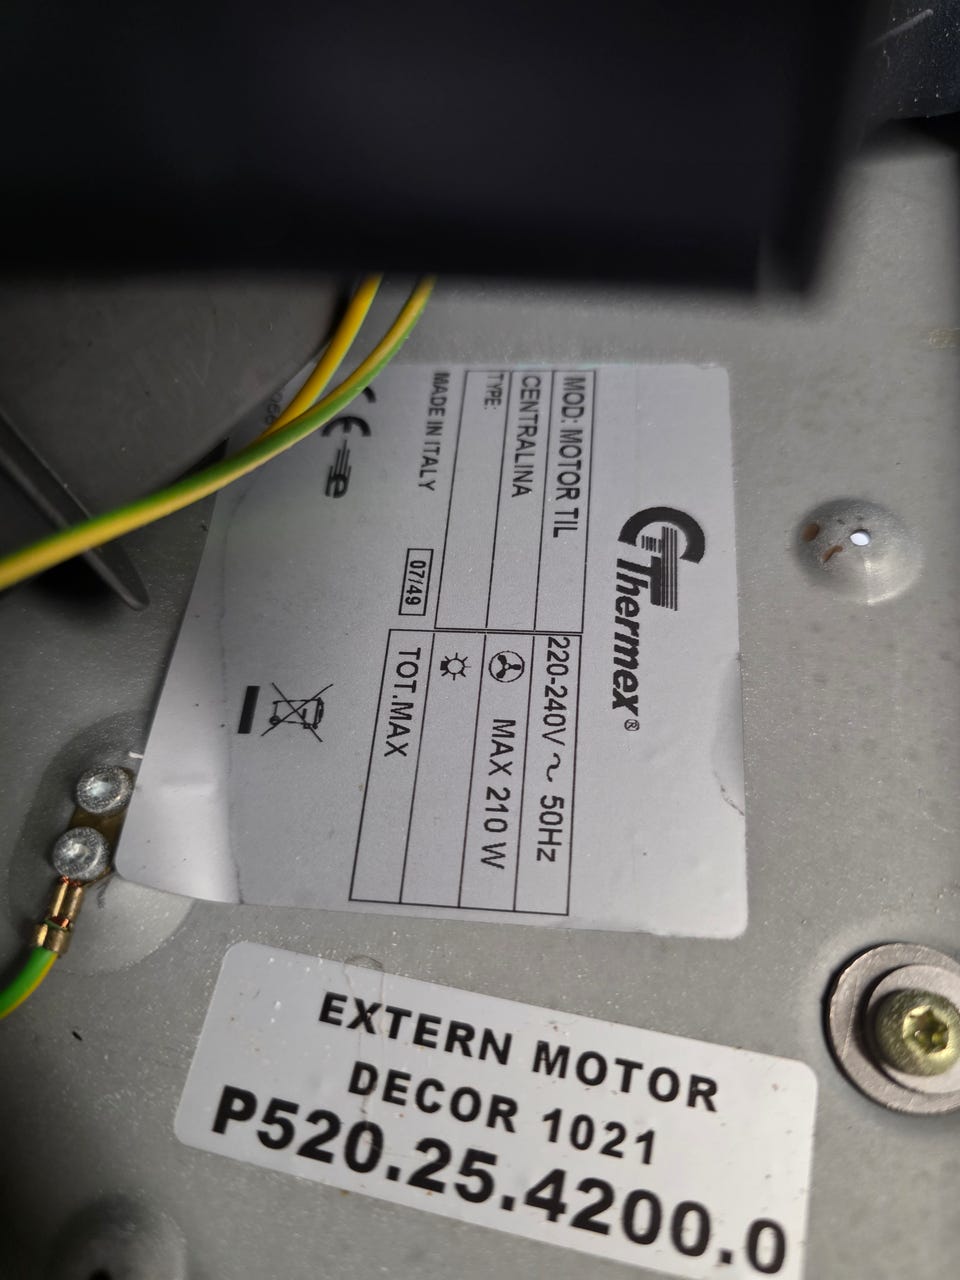 Thermex®
MOD: MOTOR TIL
CENTRALINA
TYPE:
220-240V ~ 50Hz
MAX 210 W
TOT.MAX
MADE IN ITALY
07/49
CE
EXTERN MOTOR
DECOR 1021
P520.25.4200.0